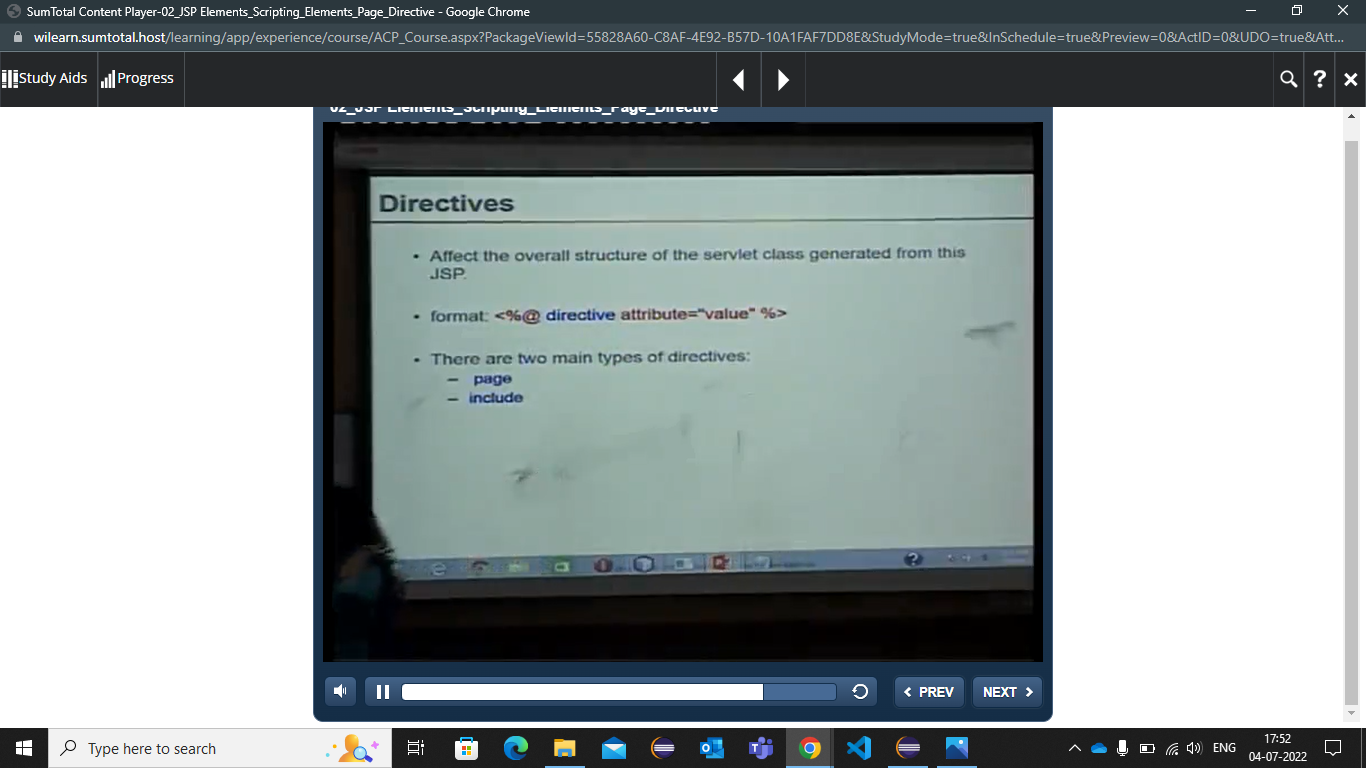 SumTotal Content Player-02_JSP Elements_Scripting_Elements_Page_Directive - Google Chrome
wilearn.sumtotal.host/learning/app/experience/course/ACP_Course.aspx?PackageViewId=55828A60-C8AF-4E92-B57D-10A1FAF7DD8E&StudyMode=true&InSchedule=true&Preview=0&ActID=0&UDO=true&Att...
Study Aids
Progress
02_JSP Elements_Scripting_Elements_Page_Directive
Directives
• Affect the overall structure of the servlet class generated from this
JSP.
• format: <%@ directive attribute="value" %>
• There are two main types of directives:
– page
– include
PREV
NEXT
Type here to search
ENG
17:52
04-07-2022